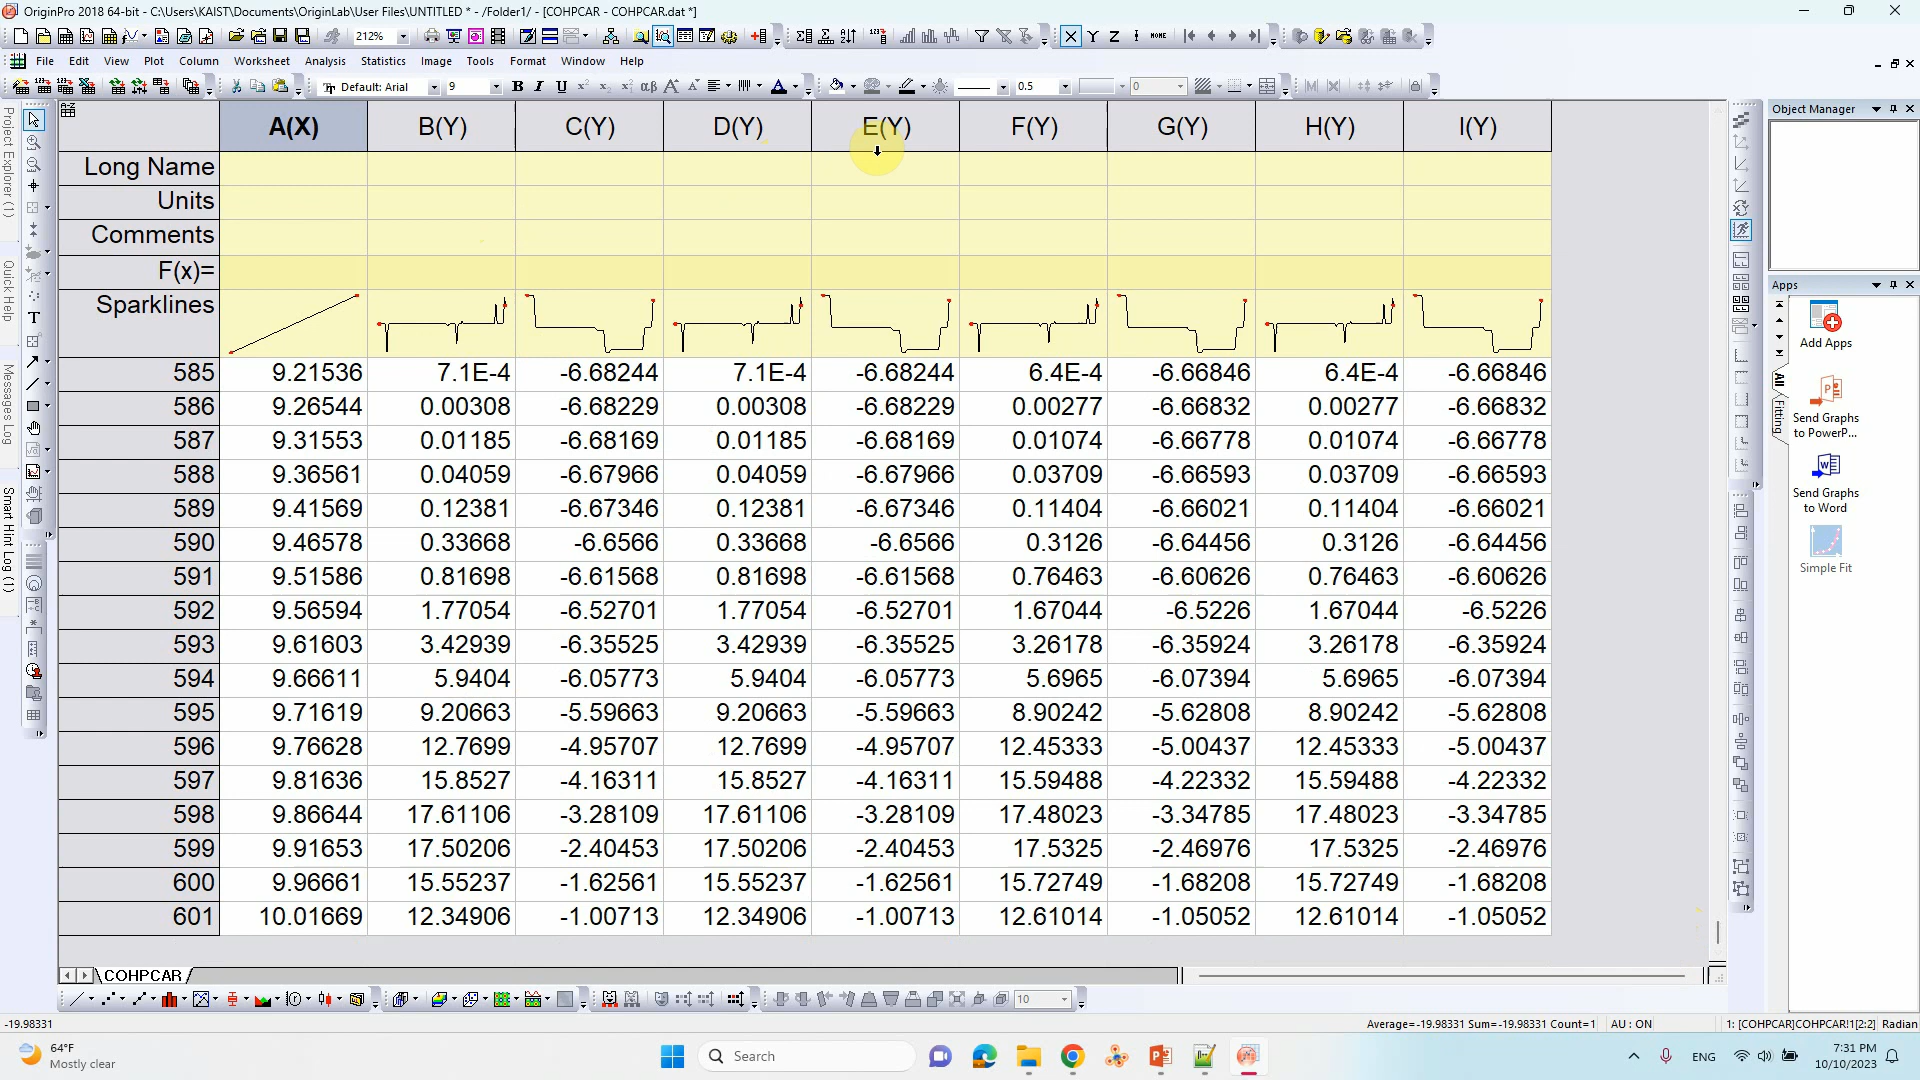 OriginPro 2018 64-bit - C:\Users\KAIST\Documents\OriginLab\User Files\UNTITLED * - /Folder1/ - [COHPCAR - COHPCAR.dat *]
212%
X Y Z
File Edit View Plot Column Worksheet Analysis Statistics Image Tools Format Window Help
Default: Arial 9 B I U 0.5 0
Project Explorer (1)
Quick Help
Messages Log
Smart Hint Log (1)
A(X) B(Y) C(Y) D(Y) E(Y) F(Y) G(Y) H(Y) I(Y)
Long Name
Units
Comments
F(x)=
Sparklines
585 9.21536 7.1E-4 -6.68244 7.1E-4 -6.68244 6.4E-4 -6.66846 6.4E-4 -6.66846
586 9.26544 0.00308 -6.68229 0.00308 -6.68229 0.00277 -6.66832 0.00277 -6.66832
587 9.31553 0.01185 -6.68169 0.01185 -6.68169 0.01074 -6.66778 0.01074 -6.66778
588 9.36561 0.04059 -6.67966 0.04059 -6.67966 0.03709 -6.66593 0.03709 -6.66593
589 9.41569 0.12381 -6.67346 0.12381 -6.67346 0.11404 -6.66021 0.11404 -6.66021
590 9.46578 0.33668 -6.6566 0.33668 -6.6566 0.3126 -6.64456 0.3126 -6.64456
591 9.51586 0.81698 -6.61568 0.81698 -6.61568 0.76463 -6.60626 0.76463 -6.60626
592 9.56594 1.77054 -6.52701 1.77054 -6.52701 1.67044 -6.5226 1.67044 -6.5226
593 9.61603 3.42939 -6.35525 3.42939 -6.35525 3.26178 -6.35924 3.26178 -6.35924
594 9.66611 5.9404 -6.05773 5.9404 -6.05773 5.6965 -6.07394 5.6965 -6.07394
595 9.71619 9.20663 -5.59663 9.20663 -5.59663 8.90242 -5.62808 8.90242 -5.62808
596 9.76628 12.7699 -4.95707 12.7699 -4.95707 12.45333 -5.00437 12.45333 -5.00437
597 9.81636 15.8527 -4.16311 15.8527 -4.16311 15.59488 -4.22332 15.59488 -4.22332
598 9.86644 17.61106 -3.28109 17.61106 -3.28109 17.48023 -3.34785 17.48023 -3.34785
599 9.91653 17.50206 -2.40453 17.50206 -2.40453 17.5325 -2.46976 17.5325 -2.46976
600 9.96661 15.55237 -1.62561 15.55237 -1.62561 15.72749 -1.68208 15.72749 -1.68208
601 10.01669 12.34906 -1.00713 12.34906 -1.00713 12.61014 -1.05052 12.61014 -1.05052
COHPCAR
Object Manager
Apps
All
Fitting
Add Apps
Send Graphs
to PowerP...
Send Graphs
to Word
Simple Fit
10
-19.98331
Average=-19.98331 Sum=-19.98331 Count=1 AU : ON 1: [COHPCAR]COHPCAR!1[2:2] Radian
64°F
Mostly clear
Search
ENG
7:31 PM
10/10/2023